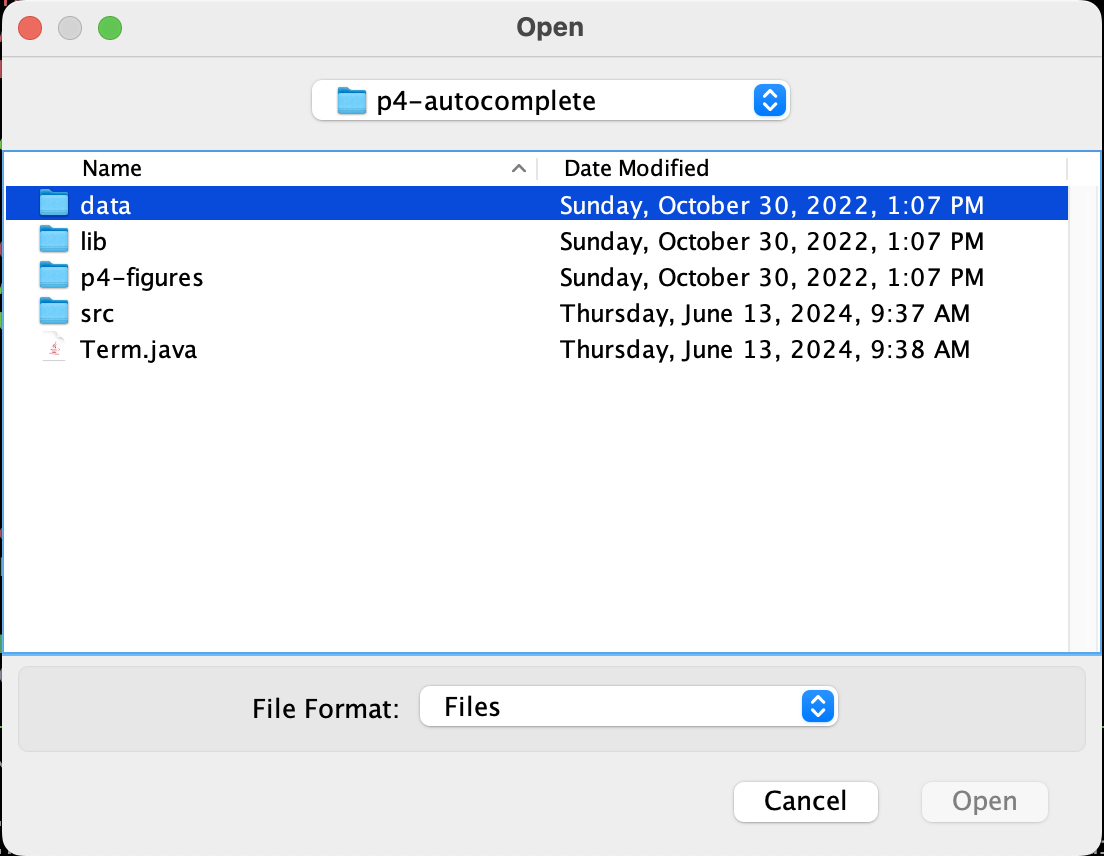 Open
p4-autocomplete
Name Date Modified
data Sunday, October 30, 2022, 1:07 PM
lib Sunday, October 30, 2022, 1:07 PM
p4-figures Sunday, October 30, 2022, 1:07 PM
src Thursday, June 13, 2024, 9:37 AM
Term.java Thursday, June 13, 2024, 9:38 AM
File Format: Files
Cancel Open